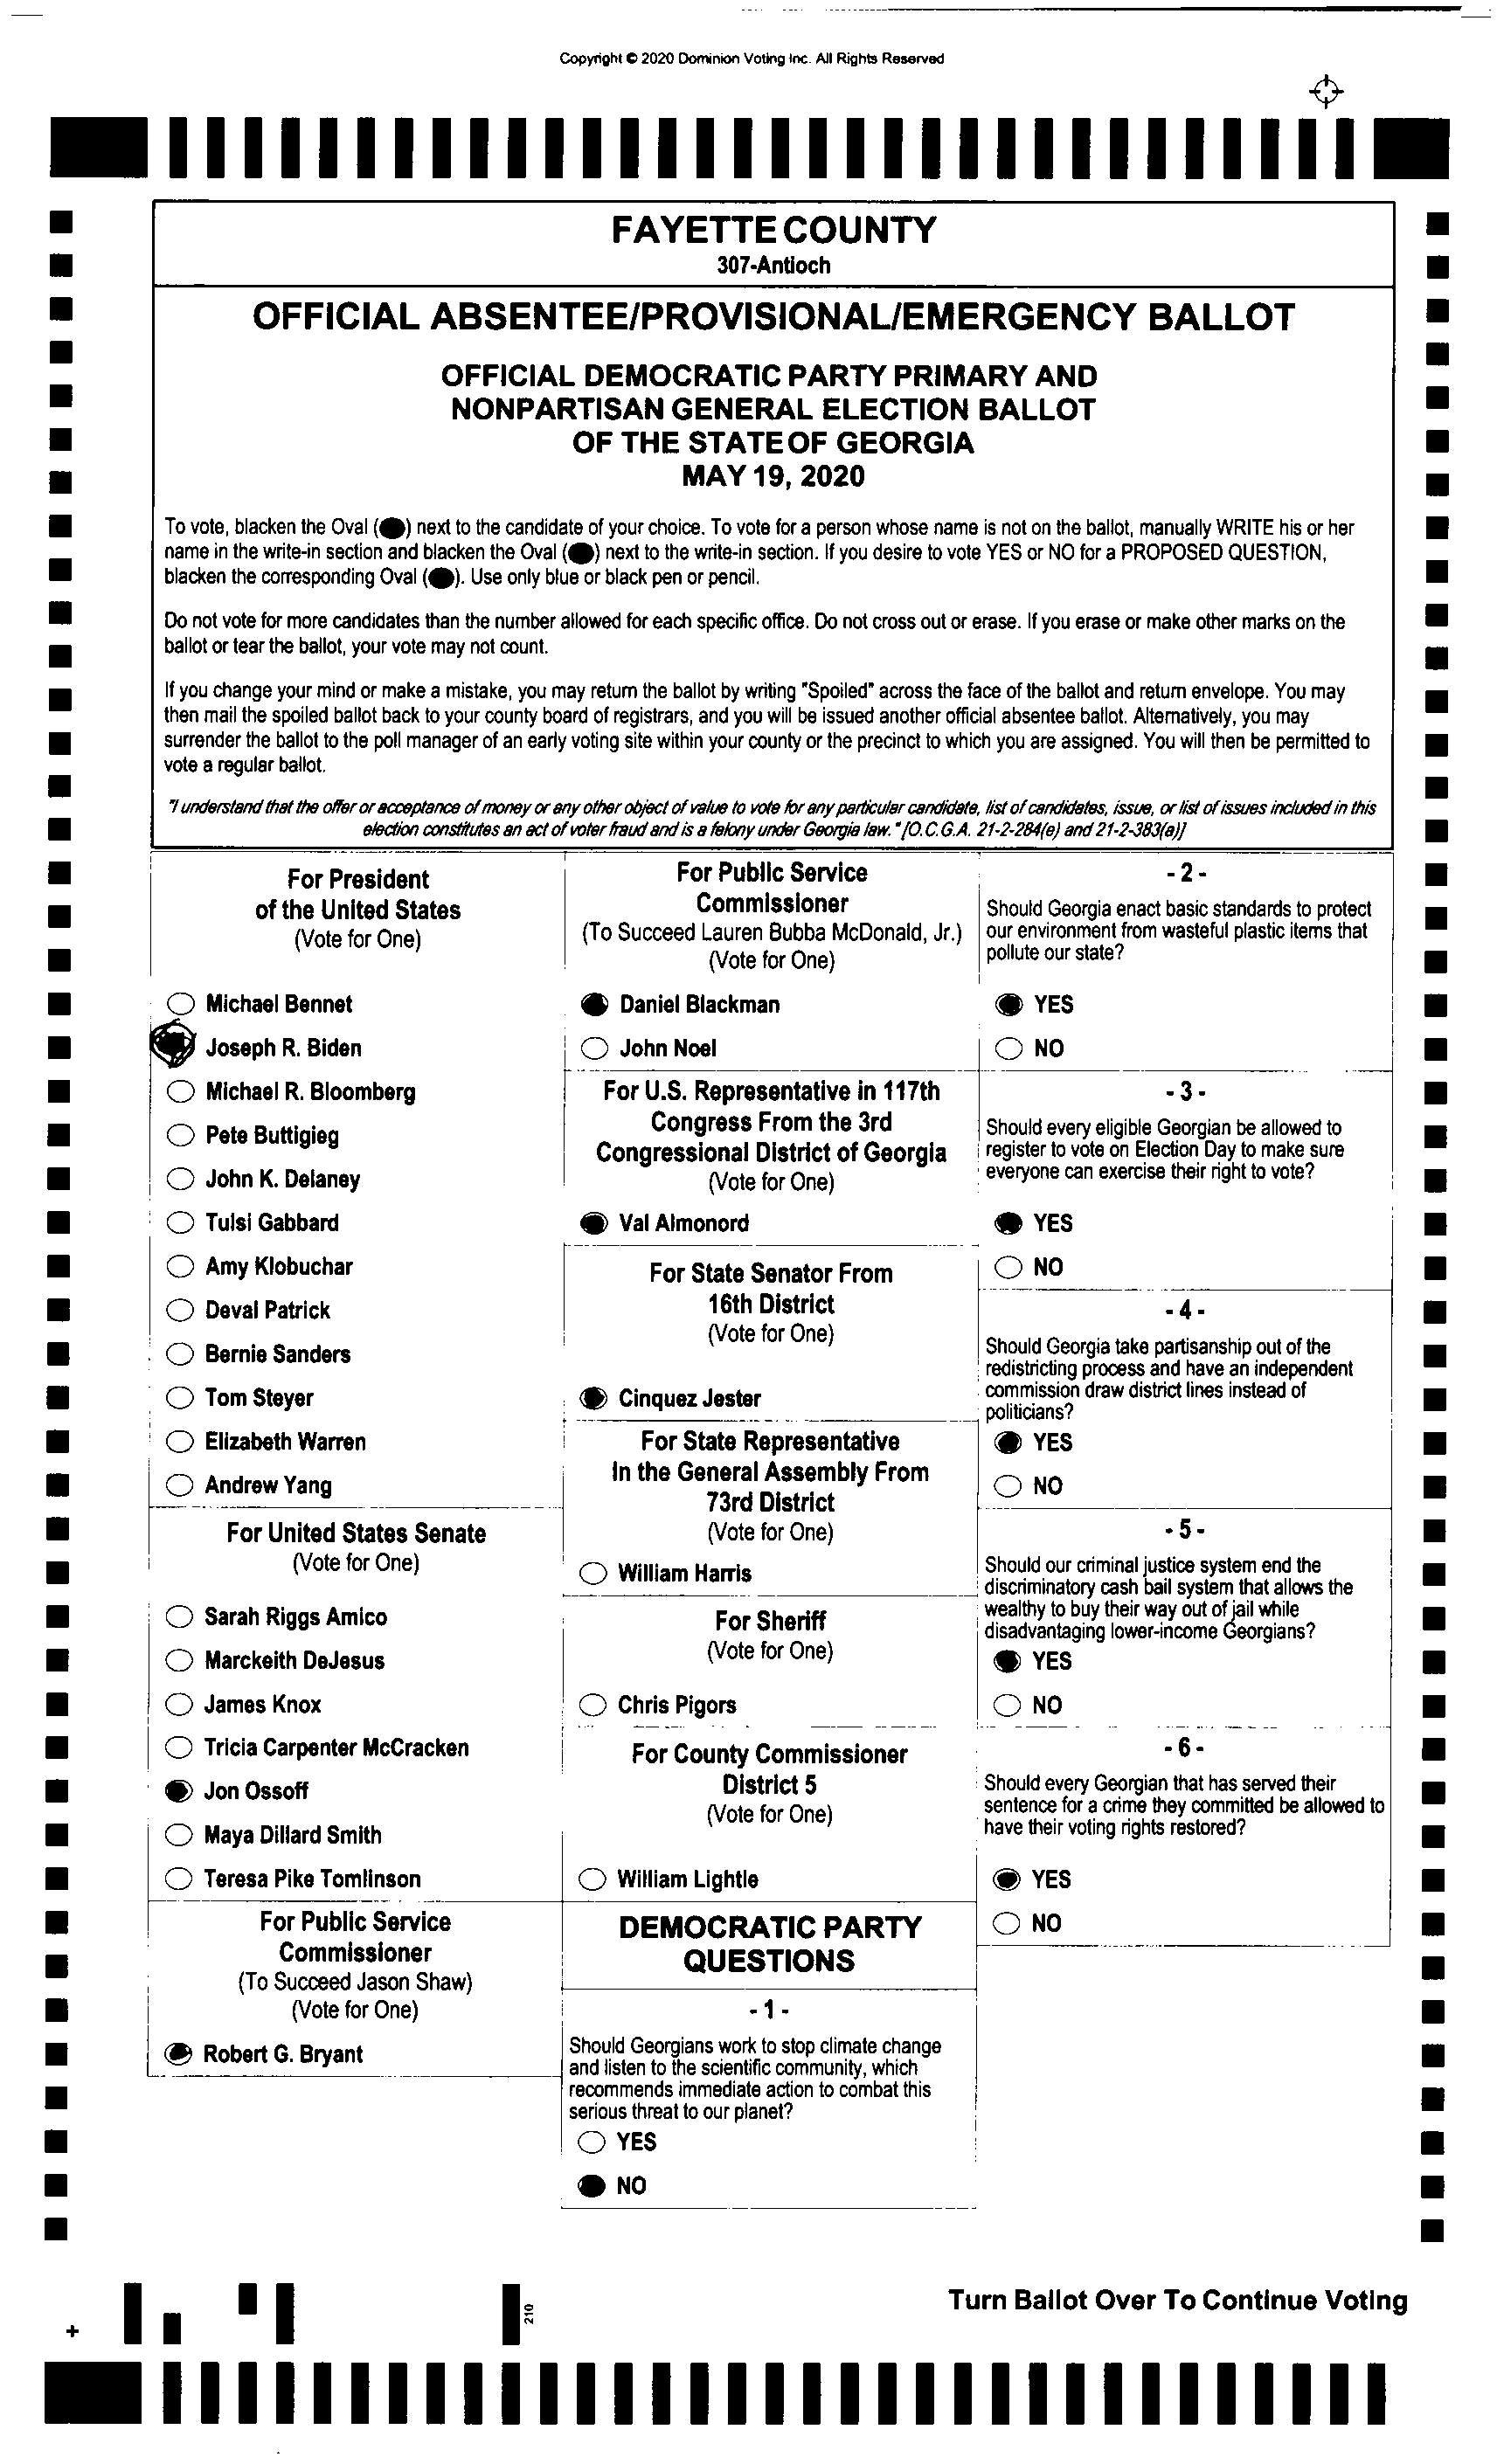 Copyright © 2020 Dominion Voting Inc. All Rights Reserved
FAYETTE COUNTY
307-Antioch
OFFICIAL ABSENTEE/PROVISIONAL/EMERGENCY BALLOT
OFFICIAL DEMOCRATIC PARTY PRIMARY AND
NONPARTISAN GENERAL ELECTION BALLOT
OF THE STATE OF GEORGIA
MAY 19, 2020
To vote, blacken the Oval () next to the candidate of your choice. To vote for a person whose name is not on the ballot, manually WRITE his or her
name in the write-in section and blacken the Oval () next to the write-in section. If you desire to vote YES or NO for a PROPOSED QUESTION,
blacken the corresponding Oval (). Use only blue or black pen or pencil.
Do not vote for more candidates than the number allowed for each specific office. Do not cross out or erase. If you erase or make other marks on the
ballot or tear the ballot, your vote may not count.
If you change your mind or make a mistake, you may return the ballot by writing "Spoiled" across the face of the ballot and return envelope. You may
then mail the spoiled ballot back to your county board of registrars, and you will be issued another official absentee ballot. Alternatively, you may
surrender the ballot to the poll manager of an early voting site within your county or the precinct to which you are assigned. You will then be permitted to
vote a regular ballot.
"I understand that the offer or acceptance of money or any other object of value to vote for any particular candidate, list of candidates, issue, or list of issues included in this
election constitutes an act of voter fraud and is a felony under Georgia law." [O.C.G.A. 21-2-284(e) and 21-2-383(a)]
For President
of the United States
(Vote for One)
Michael Bennet
Joseph R. Biden
Michael R. Bloomberg
Pete Buttigieg
John K. Delaney
Tulsi Gabbard
Amy Klobuchar
Deval Patrick
Bernie Sanders
Tom Steyer
Elizabeth Warren
Andrew Yang
For United States Senate
(Vote for One)
Sarah Riggs Amico
Marckeith DeJesus
James Knox
Tricia Carpenter McCracken
Jon Ossoff
Maya Dillard Smith
Teresa Pike Tomlinson
For Public Service
Commissioner
(To Succeed Jason Shaw)
(Vote for One)
Robert G. Bryant
For Public Service
Commissioner
(To Succeed Lauren Bubba McDonald, Jr.)
(Vote for One)
Daniel Blackman
John Noel
For U.S. Representative in 117th
Congress From the 3rd
Congressional District of Georgia
(Vote for One)
Val Almonord
For State Senator From
16th District
(Vote for One)
Cinquez Jester
For State Representative
In the General Assembly From
73rd District
(Vote for One)
William Harris
For Sheriff
(Vote for One)
Chris Pigors
For County Commissioner
District 5
(Vote for One)
William Lightle
DEMOCRATIC PARTY
QUESTIONS
- 1 -
Should Georgians work to stop climate change
and listen to the scientific community, which
recommends immediate action to combat this
serious threat to our planet?
YES
NO
- 2 -
Should Georgia enact basic standards to protect
our environment from wasteful plastic items that
pollute our state?
YES
NO
- 3 -
Should every eligible Georgian be allowed to
register to vote on Election Day to make sure
everyone can exercise their right to vote?
YES
NO
- 4 -
Should Georgia take partisanship out of the
redistricting process and have an independent
commission draw district lines instead of
politicians?
YES
NO
- 5 -
Should our criminal justice system end the
discriminatory cash bail system that allows the
wealthy to buy their way out of jail while
disadvantaging lower-income Georgians?
YES
NO
- 6 -
Should every Georgian that has served their
sentence for a crime they committed be allowed to
have their voting rights restored?
YES
NO
+
210
Turn Ballot Over To Continue Voting